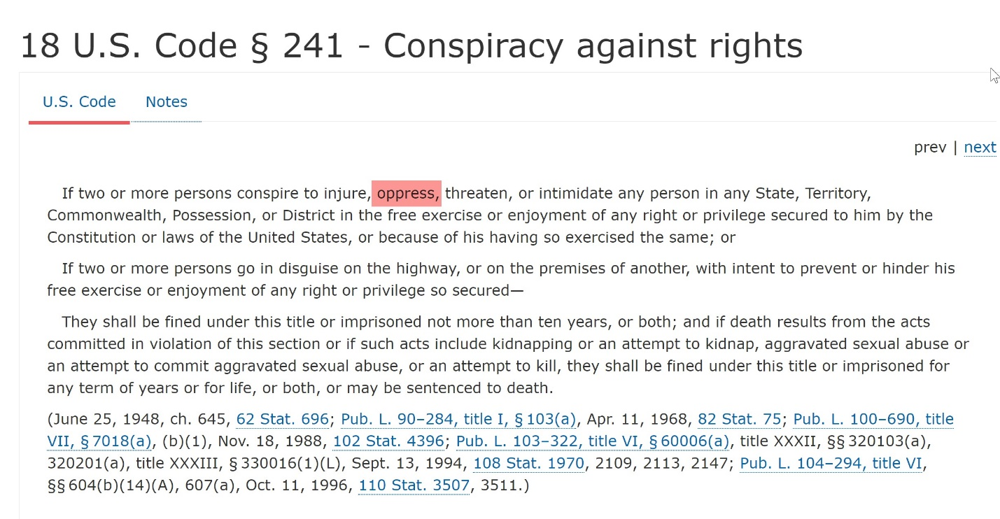 18 U.S. Code § 241 - Conspiracy against rights
U.S. Code Notes
prev | next
If two or more persons conspire to injure, oppress, threaten, or intimidate any person in any State, Territory,
Commonwealth, Possession, or District in the free exercise or enjoyment of any right or privilege secured to him by the
Constitution or laws of the United States, or because of his having so exercised the same; or
If two or more persons go in disguise on the highway, or on the premises of another, with intent to prevent or hinder his
free exercise or enjoyment of any right or privilege so secured—
They shall be fined under this title or imprisoned not more than ten years, or both; and if death results from the acts
committed in violation of this section or if such acts include kidnapping or an attempt to kidnap, aggravated sexual abuse or
an attempt to commit aggravated sexual abuse, or an attempt to kill, they shall be fined under this title or imprisoned for
any term of years or for life, or both, or may be sentenced to death.
(June 25, 1948, ch. 645, 62 Stat. 696; Pub. L. 90–284, title I, § 103(a), Apr. 11, 1968, 82 Stat. 75; Pub. L. 100–690, title
VII, § 7018(a), (b)(1), Nov. 18, 1988, 102 Stat. 4396; Pub. L. 103–322, title VI, § 60006(a), title XXXII, §§ 320103(a),
320201(a), title XXXIII, § 330016(1)(L), Sept. 13, 1994, 108 Stat. 1970, 2109, 2113, 2147; Pub. L. 104–294, title VI,
§§ 604(b)(14)(A), 607(a), Oct. 11, 1996, 110 Stat. 3507, 3511.)